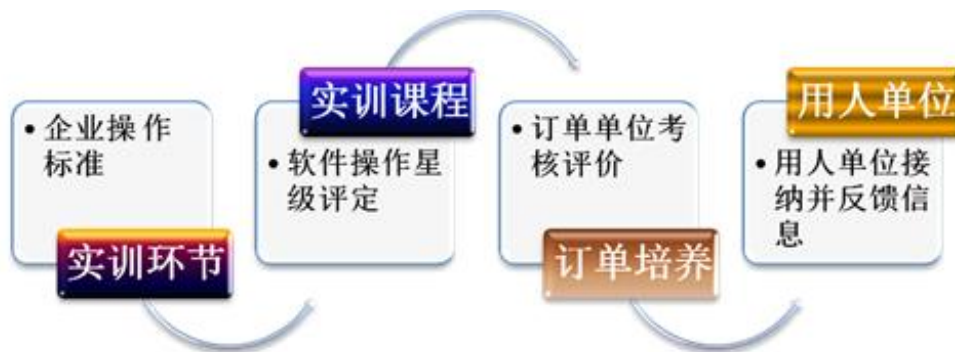 • 企业操作
标准
实训环节
实训课程
• 软件操作星
级评定
• 订单单位考
核评价
订单培养
用人单位
• 用人单位接
纳并反馈信
息